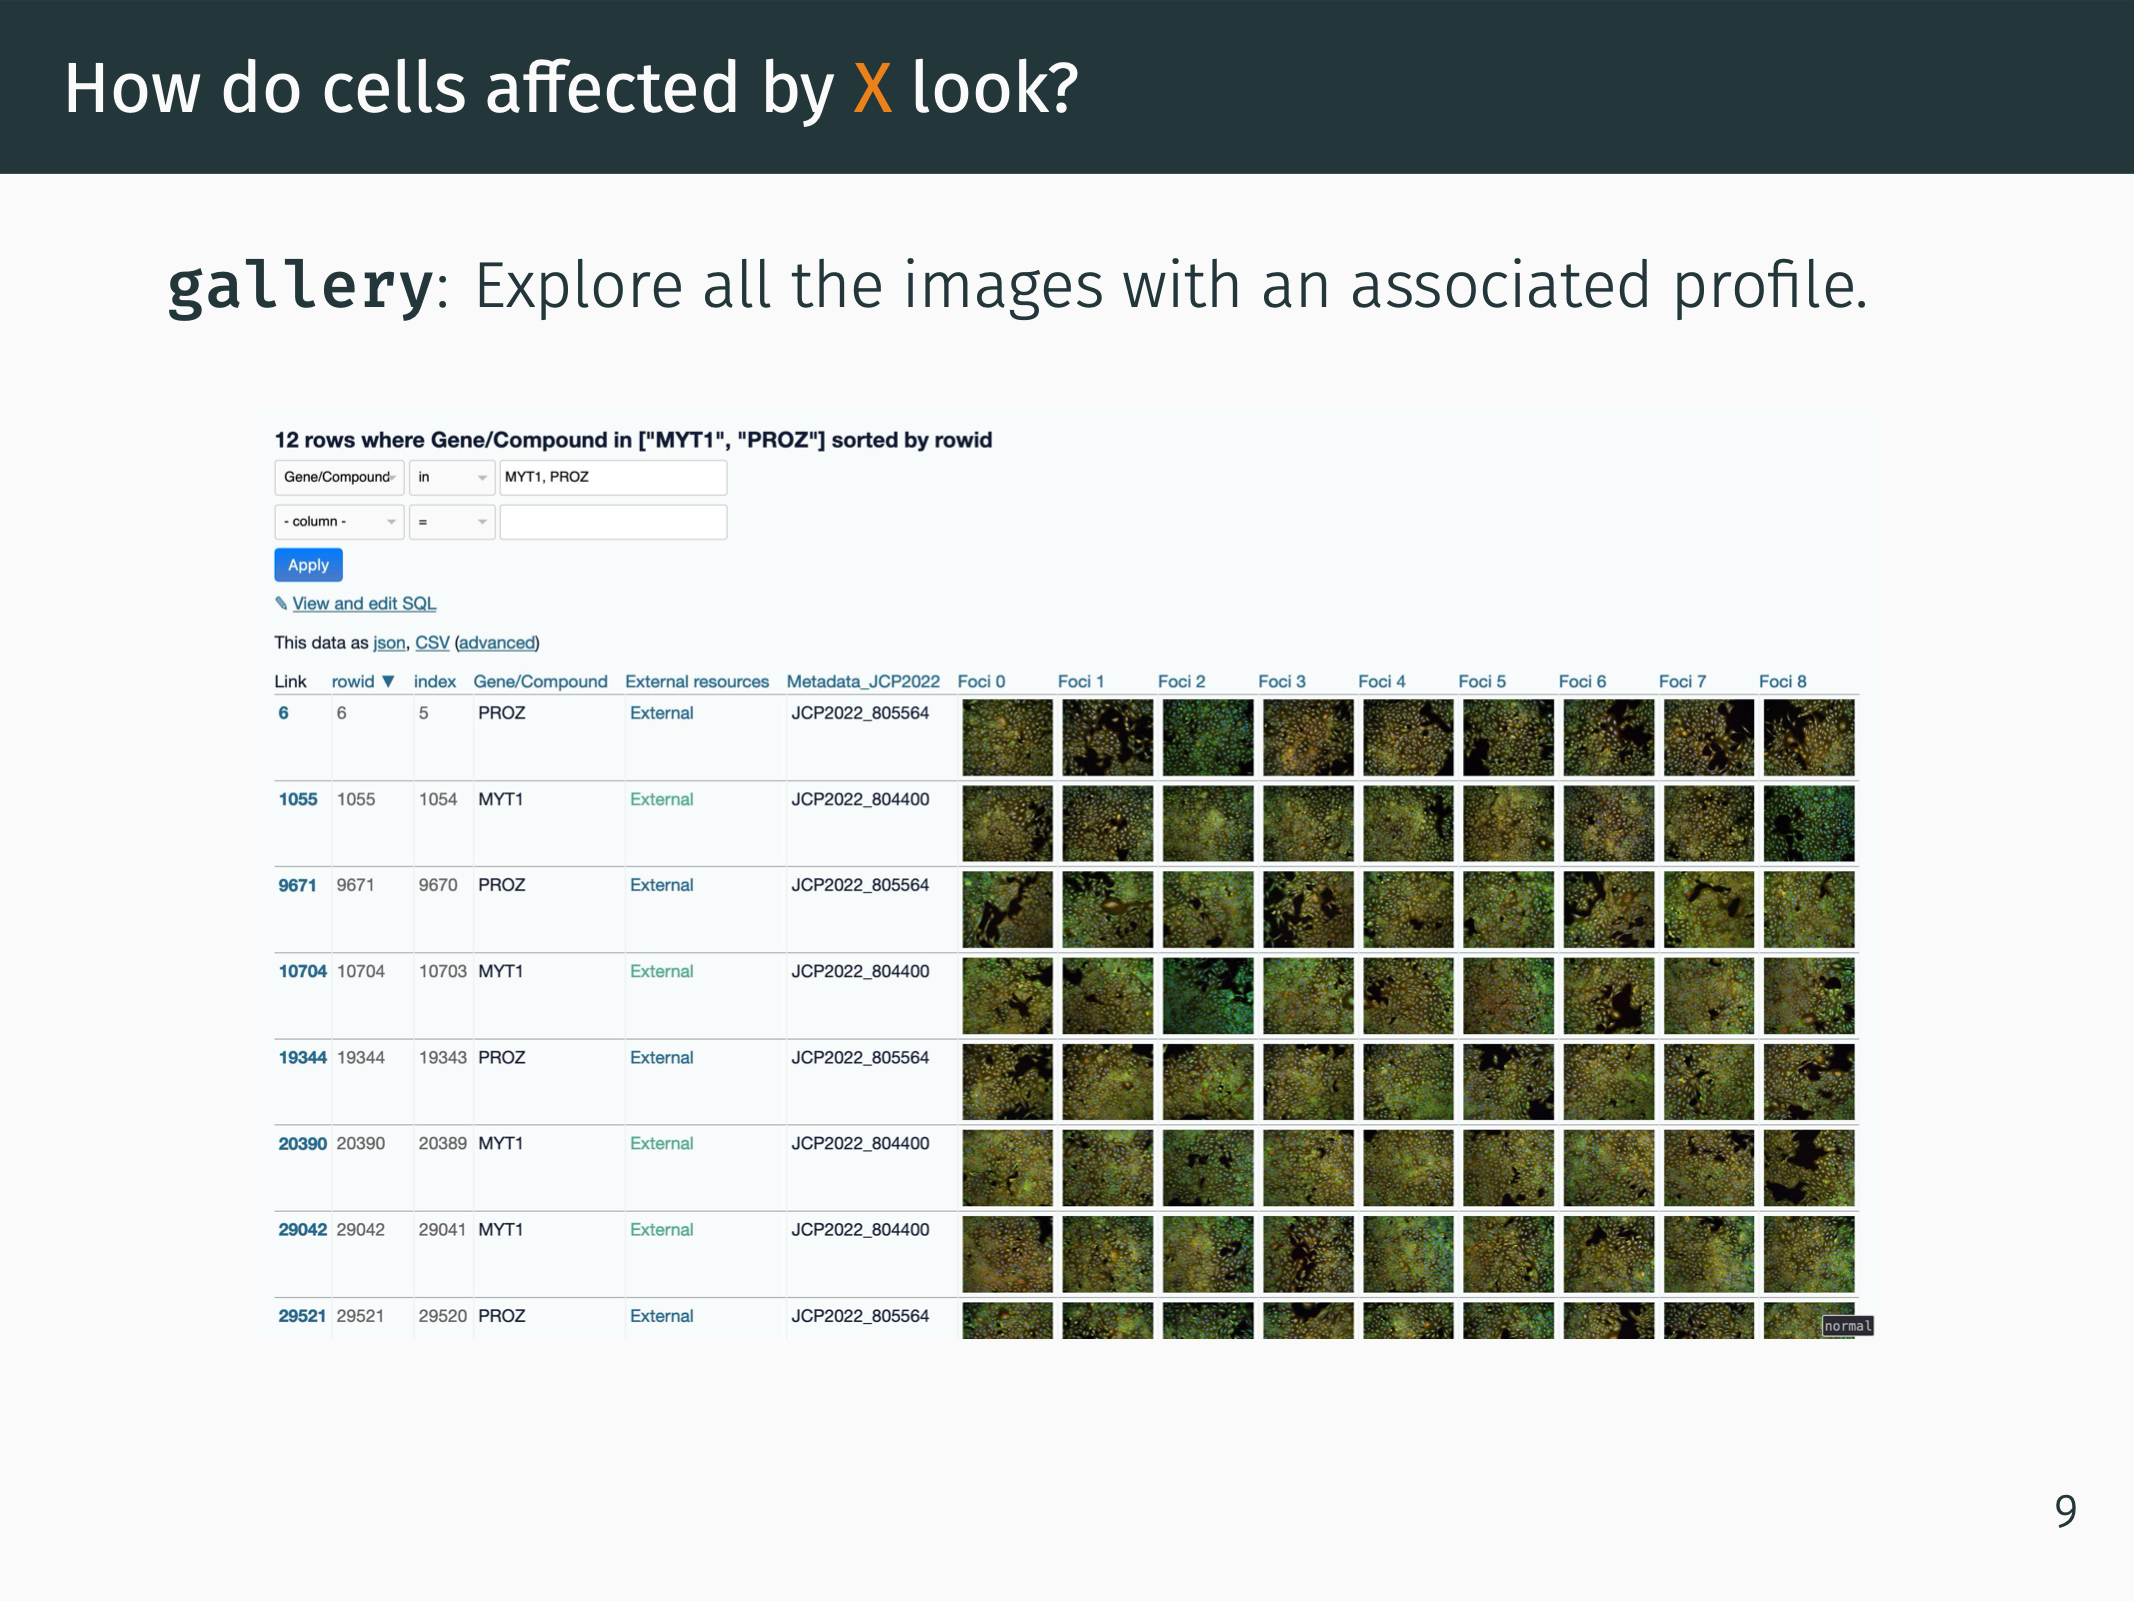 How do cells affected by X look?
gallery: Explore all the images with an associated profile.
12 rows where Gene/Compound in ["MYT1", "PROZ"] sorted by rowid
Gene/Compound in MYT1, PROZ
- column - =
Apply
✎ View and edit SQL
This data as json, CSV (advanced)
Link rowid ▼ index Gene/Compound External resources Metadata_JCP2022 Foci 0 Foci 1 Foci 2 Foci 3 Foci 4 Foci 5 Foci 6 Foci 7 Foci 8
6 6 5 PROZ External JCP2022_805564
1055 1055 1054 MYT1 External JCP2022_804400
9671 9671 9670 PROZ External JCP2022_805564
10704 10704 10703 MYT1 External JCP2022_804400
19344 19344 19343 PROZ External JCP2022_805564
20390 20390 20389 MYT1 External JCP2022_804400
29042 29042 29041 MYT1 External JCP2022_804400
29521 29521 29520 PROZ External JCP2022_805564
normal
9